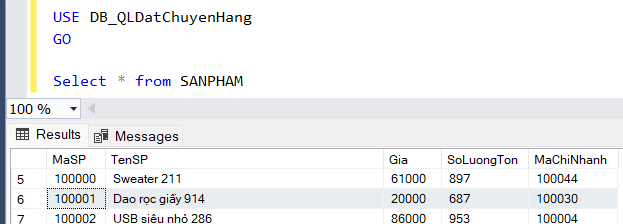 USE DB_QLDatChuyenHang
GO
Select * from SANPHAM
100 %
Results Messages
MaSP TenSP Gia SoLuongTon MaChiNhanh
5 100000 Sweater 211 61000 897 100044
6 100001 Dao rọc giấy 914 20000 687 100030
7 100002 USB siêu nhỏ 286 86000 953 100004